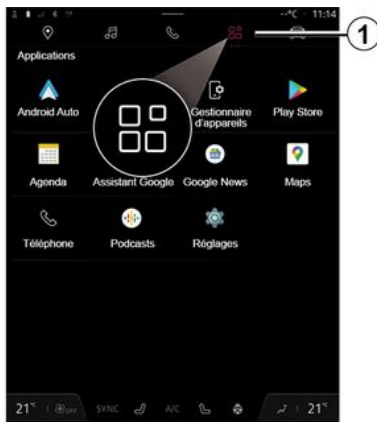 --°C 11:14
1
Applications
Android Auto
Gestionnaire d'appareils
Play Store
Agenda
Assistant Google
Google News
Maps
Téléphone
Podcasts
Réglages
21°C OFF SYNC A/C 21°C